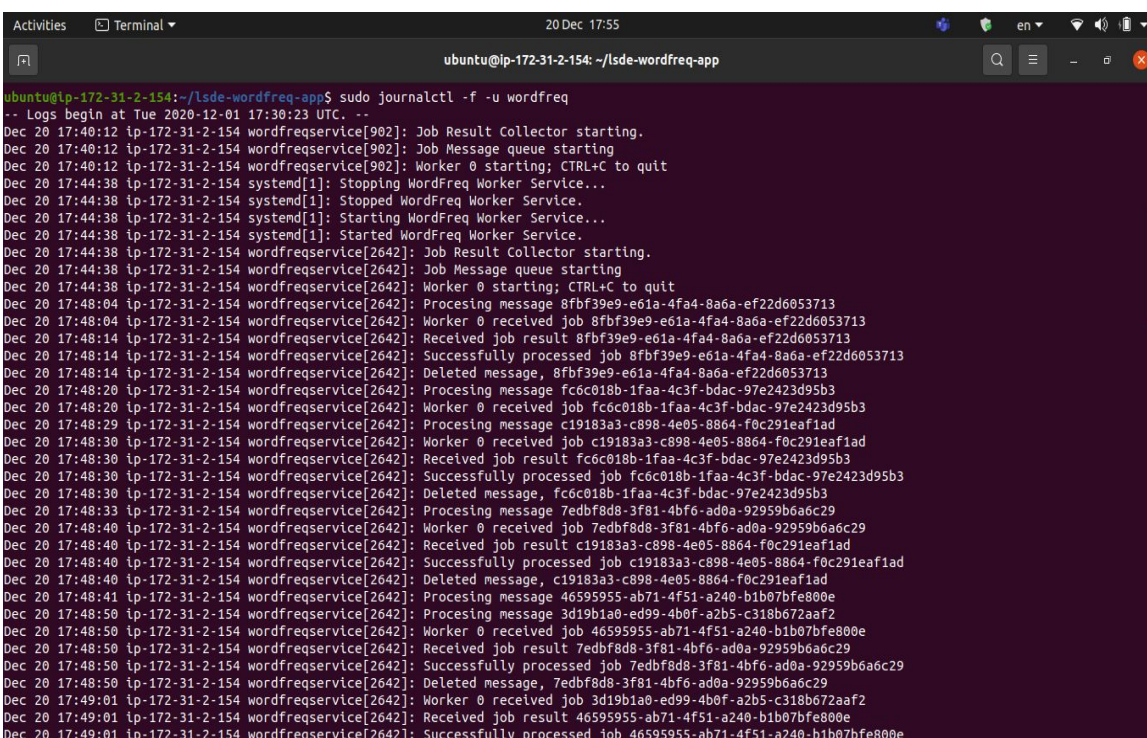 Activities Terminal 20 Dec 17:55 en
ubuntu@ip-172-31-2-154: ~/lsde-wordfreq-app
ubuntu@ip-172-31-2-154:~/lsde-wordfreq-app$ sudo journalctl -f -u wordfreq
-- Logs begin at Tue 2020-12-01 17:30:23 UTC. --
Dec 20 17:40:12 ip-172-31-2-154 wordfreqservice[902]: Job Result Collector starting.
Dec 20 17:40:12 ip-172-31-2-154 wordfreqservice[902]: Job Message queue starting
Dec 20 17:40:12 ip-172-31-2-154 wordfreqservice[902]: Worker 0 starting; CTRL+C to quit
Dec 20 17:44:38 ip-172-31-2-154 systemd[1]: Stopping WordFreq Worker Service...
Dec 20 17:44:38 ip-172-31-2-154 systemd[1]: Stopped WordFreq Worker Service.
Dec 20 17:44:38 ip-172-31-2-154 systemd[1]: Starting WordFreq Worker Service...
Dec 20 17:44:38 ip-172-31-2-154 systemd[1]: Started WordFreq Worker Service.
Dec 20 17:44:38 ip-172-31-2-154 wordfreqservice[2642]: Job Result Collector starting.
Dec 20 17:44:38 ip-172-31-2-154 wordfreqservice[2642]: Job Message queue starting
Dec 20 17:44:38 ip-172-31-2-154 wordfreqservice[2642]: Worker 0 starting; CTRL+C to quit
Dec 20 17:48:04 ip-172-31-2-154 wordfreqservice[2642]: Procesing message 8fbf39e9-e61a-4fa4-8a6a-ef22d6053713
Dec 20 17:48:04 ip-172-31-2-154 wordfreqservice[2642]: Worker 0 received job 8fbf39e9-e61a-4fa4-8a6a-ef22d6053713
Dec 20 17:48:14 ip-172-31-2-154 wordfreqservice[2642]: Received job result 8fbf39e9-e61a-4fa4-8a6a-ef22d6053713
Dec 20 17:48:14 ip-172-31-2-154 wordfreqservice[2642]: Successfully processed job 8fbf39e9-e61a-4fa4-8a6a-ef22d6053713
Dec 20 17:48:14 ip-172-31-2-154 wordfreqservice[2642]: Deleted message, 8fbf39e9-e61a-4fa4-8a6a-ef22d6053713
Dec 20 17:48:20 ip-172-31-2-154 wordfreqservice[2642]: Procesing message fc6c018b-1faa-4c3f-bdac-97e2423d95b3
Dec 20 17:48:20 ip-172-31-2-154 wordfreqservice[2642]: Worker 0 received job fc6c018b-1faa-4c3f-bdac-97e2423d95b3
Dec 20 17:48:29 ip-172-31-2-154 wordfreqservice[2642]: Procesing message c19183a3-c898-4e05-8864-f0c291eaf1ad
Dec 20 17:48:30 ip-172-31-2-154 wordfreqservice[2642]: Worker 0 received job c19183a3-c898-4e05-8864-f0c291eaf1ad
Dec 20 17:48:30 ip-172-31-2-154 wordfreqservice[2642]: Received job result fc6c018b-1faa-4c3f-bdac-97e2423d95b3
Dec 20 17:48:30 ip-172-31-2-154 wordfreqservice[2642]: Successfully processed job fc6c018b-1faa-4c3f-bdac-97e2423d95b3
Dec 20 17:48:30 ip-172-31-2-154 wordfreqservice[2642]: Deleted message, fc6c018b-1faa-4c3f-bdac-97e2423d95b3
Dec 20 17:48:33 ip-172-31-2-154 wordfreqservice[2642]: Procesing message 7edbf8d8-3f81-4bf6-ad0a-92959b6a6c29
Dec 20 17:48:40 ip-172-31-2-154 wordfreqservice[2642]: Worker 0 received job 7edbf8d8-3f81-4bf6-ad0a-92959b6a6c29
Dec 20 17:48:40 ip-172-31-2-154 wordfreqservice[2642]: Received job result c19183a3-c898-4e05-8864-f0c291eaf1ad
Dec 20 17:48:40 ip-172-31-2-154 wordfreqservice[2642]: Successfully processed job c19183a3-c898-4e05-8864-f0c291eaf1ad
Dec 20 17:48:40 ip-172-31-2-154 wordfreqservice[2642]: Deleted message, c19183a3-c898-4e05-8864-f0c291eaf1ad
Dec 20 17:48:41 ip-172-31-2-154 wordfreqservice[2642]: Procesing message 46595955-ab71-4f51-a240-b1b07bfe800e
Dec 20 17:48:50 ip-172-31-2-154 wordfreqservice[2642]: Procesing message 3d19b1a0-ed99-4b0f-a2b5-c318b672aaf2
Dec 20 17:48:50 ip-172-31-2-154 wordfreqservice[2642]: Worker 0 received job 46595955-ab71-4f51-a240-b1b07bfe800e
Dec 20 17:48:50 ip-172-31-2-154 wordfreqservice[2642]: Received job result 7edbf8d8-3f81-4bf6-ad0a-92959b6a6c29
Dec 20 17:48:50 ip-172-31-2-154 wordfreqservice[2642]: Successfully processed job 7edbf8d8-3f81-4bf6-ad0a-92959b6a6c29
Dec 20 17:48:50 ip-172-31-2-154 wordfreqservice[2642]: Deleted message, 7edbf8d8-3f81-4bf6-ad0a-92959b6a6c29
Dec 20 17:49:01 ip-172-31-2-154 wordfreqservice[2642]: Worker 0 received job 3d19b1a0-ed99-4b0f-a2b5-c318b672aaf2
Dec 20 17:49:01 ip-172-31-2-154 wordfreqservice[2642]: Received job result 46595955-ab71-4f51-a240-b1b07bfe800e
Dec 20 17:49:01 ip-172-31-2-154 wordfreqservice[2642]: Successfully processed job 46595955-ab71-4f51-a240-b1b07bfe800e